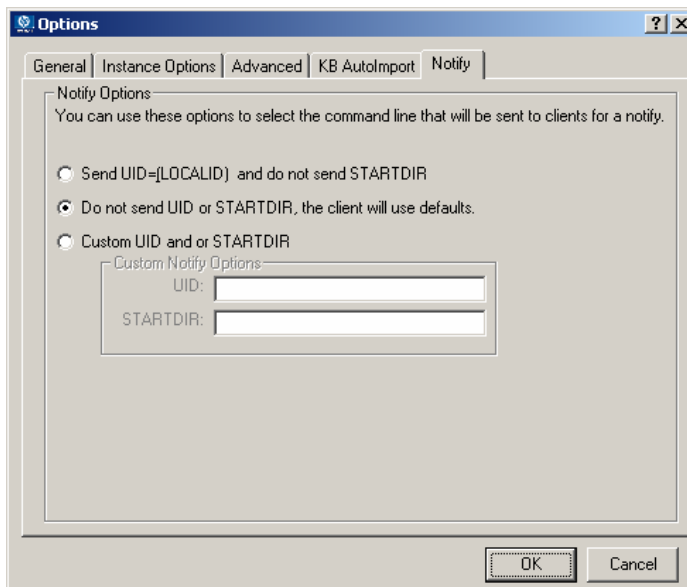 Options
General
Instance Options
Advanced
KB AutoImport
Notify
Notify Options
You can use these options to select the command line that will be sent to clients for a notify.
Send UID=[LOCALID) and do not send STARTDIR
Do not send UID or STARTDIR, the client will use defaults.
Custom UID and or STARTDIR
Custom Notify Options
UID:
STARTDIR:
OK
Cancel